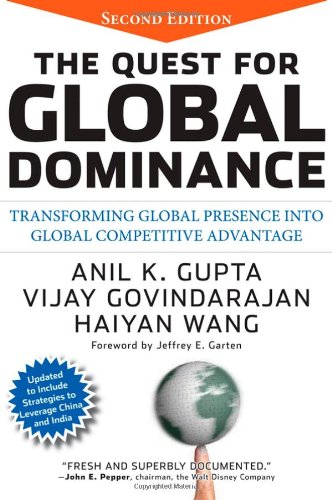 SECOND EDITION
THE QUEST FOR
GLOBAL
DOMINANCE
TRANSFORMING GLOBAL PRESENCE INTO
GLOBAL COMPETITIVE ADVANTAGE
ANIL K. GUPTA
VIJAY GOVINDARAJAN
HAIYAN WANG
Foreword by Jeffrey E. Garten
Updated
to Include
Strategies to
Leverage China
and India
"FRESH AND SUPERBLY DOCUMENTED."
—John E. Pepper, chairman, the Walt Disney Company
Copyrighted Material